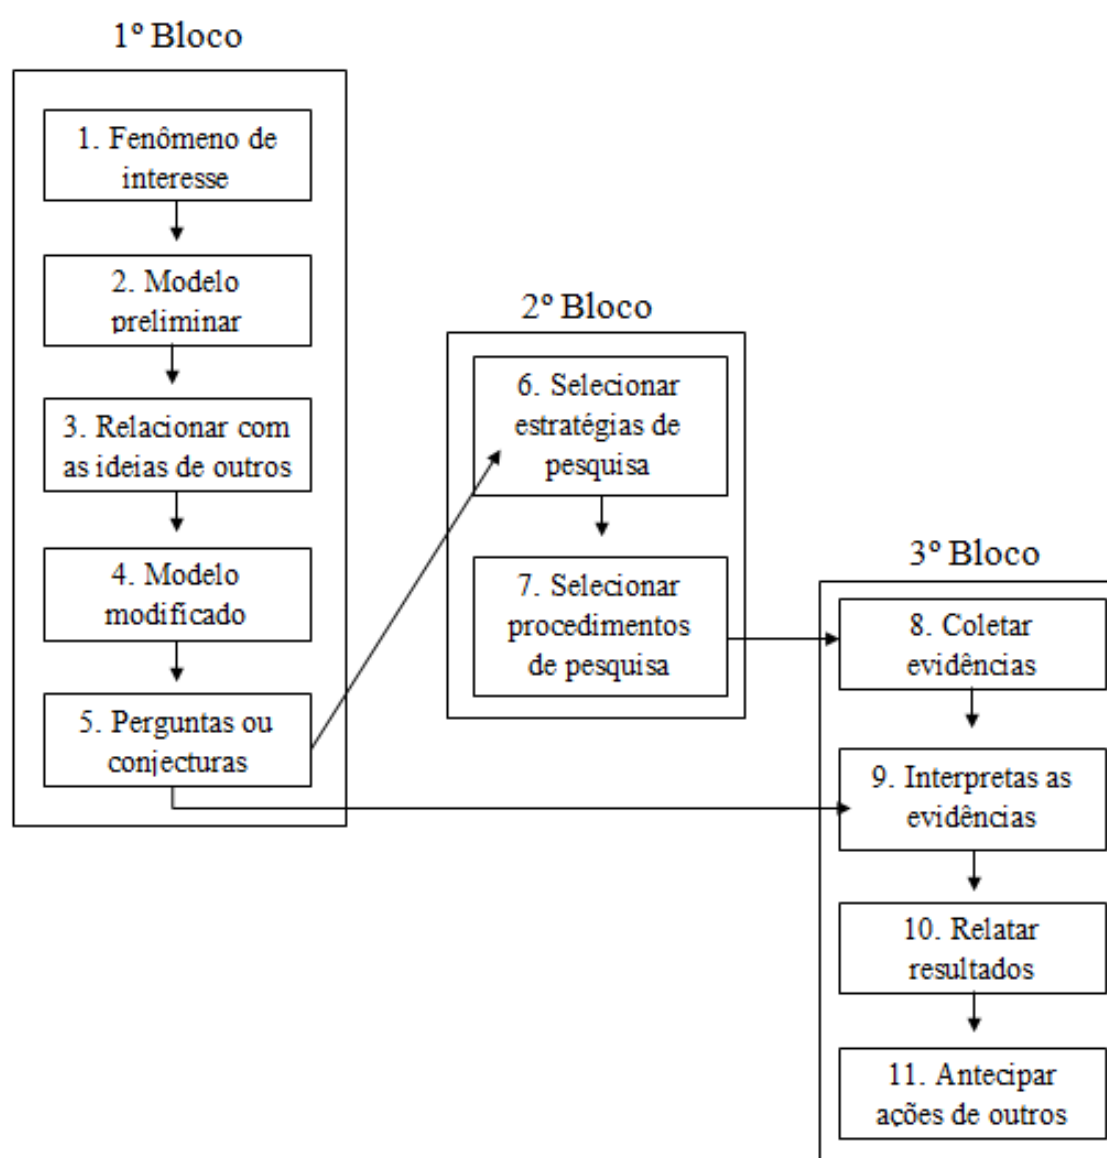 1º Bloco
1. Fenômeno de
interesse
2. Modelo
preliminar
3. Relacionar com
as ideias de outros
4. Modelo
modificado
5. Perguntas ou
conjecturas
2º Bloco
6. Selecionar
estratégias de
pesquisa
7. Selecionar
procedimentos
de pesquisa
3º Bloco
8. Coletar
evidências
9. Interpretas as
evidências
10. Relatar
resultados
11. Antecipar
ações de outros